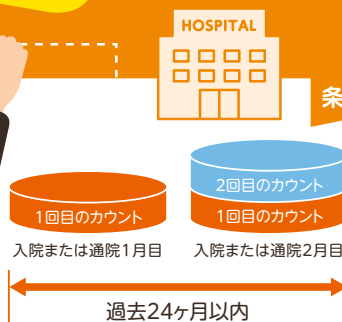 HOSPITAL
条
2回目のカウント
1回目のカウント
1回目のカウント
入院または通院1月目
入院または通院2月目
過去24ヶ月以内